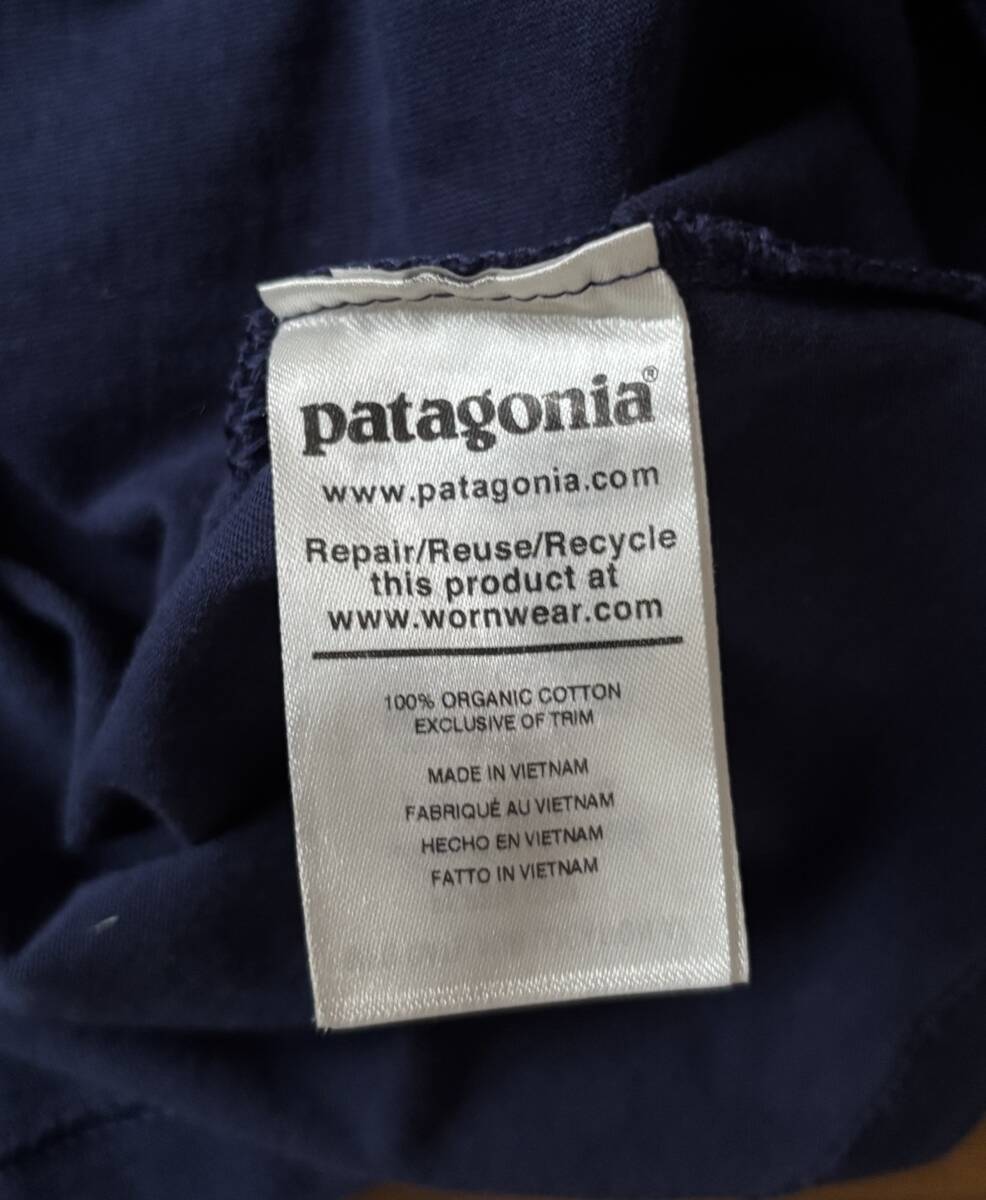 patagonia®
www.patagonia.com
Repair/Reuse/Recycle
this product at
www.wornwear.com
100% ORGANIC COTTON
EXCLUSIVE OF TRIM
MADE IN VIETNAM
FABRIQUÉ AU VIETNAM
HECHO EN VIETNAM
FATTO IN VIETNAM